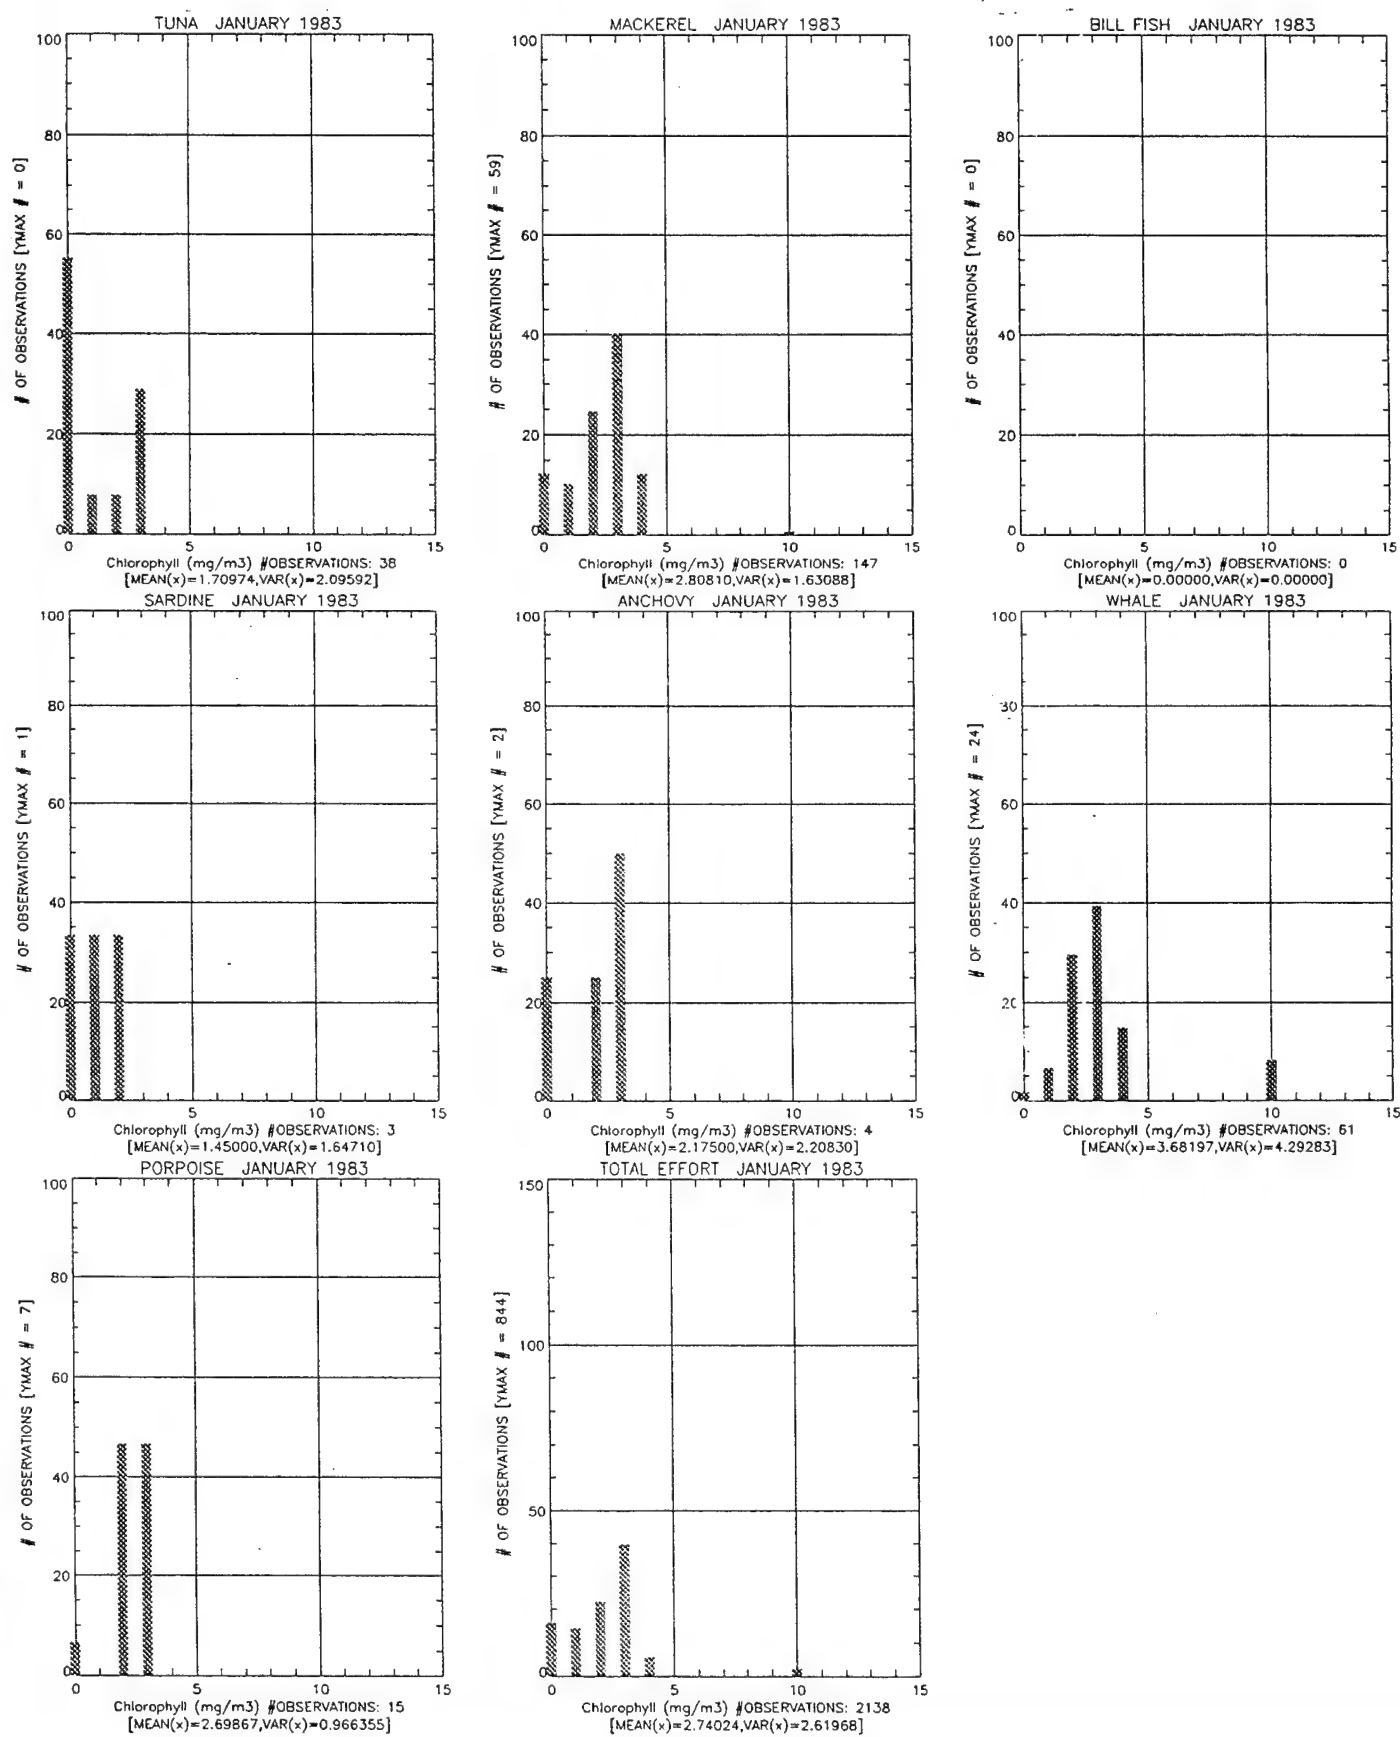 TUNA JANUARY 1983
100
80
60
40
20
0
# OF OBSERVATIONS [YMAX # = 0]
0 5 10 15
Chlorophyll (mg/m3) #OBSERVATIONS: 38
[MEAN(x)=1.70974,VAR(x)=2.09592]
MACKEREL JANUARY 1983
100
80
60
40
20
0
# OF OBSERVATIONS [YMAX # = 59]
0 5 10 15
Chlorophyll (mg/m3) #OBSERVATIONS: 147
[MEAN(x)=2.80810,VAR(x)=1.63088]
BILL FISH JANUARY 1983
100
80
60
40
20
0
# OF OBSERVATIONS [YMAX # = 0]
0 5 10 15
Chlorophyll (mg/m3) #OBSERVATIONS: 0
[MEAN(x)=0.00000,VAR(x)=0.00000]
SARDINE JANUARY 1983
100
80
60
40
20
0
# OF OBSERVATIONS [YMAX # = 1]
0 5 10 15
Chlorophyll (mg/m3) #OBSERVATIONS: 3
[MEAN(x)=1.45000,VAR(x)=1.64710]
ANCHOVY JANUARY 1983
100
80
60
40
20
0
# OF OBSERVATIONS [YMAX # = 2]
0 5 10 15
Chlorophyll (mg/m3) #OBSERVATIONS: 4
[MEAN(x)=2.17500,VAR(x)=2.20830]
WHALE JANUARY 1983
100
80
60
40
20
0
# OF OBSERVATIONS [YMAX # = 24]
0 5 10 15
Chlorophyll (mg/m3) #OBSERVATIONS: 61
[MEAN(x)=3.68197,VAR(x)=4.29283]
PORPOISE JANUARY 1983
100
80
60
40
20
0
# OF OBSERVATIONS [YMAX # = 7]
0 5 10 15
Chlorophyll (mg/m3) #OBSERVATIONS: 15
[MEAN(x)=2.69867,VAR(x)=0.966355]
TOTAL EFFORT JANUARY 1983
150
100
50
0
# OF OBSERVATIONS [YMAX # = 844]
0 5 10 15
Chlorophyll (mg/m3) #OBSERVATIONS: 2138
[MEAN(x)=2.74024,VAR(x)=2.61968]